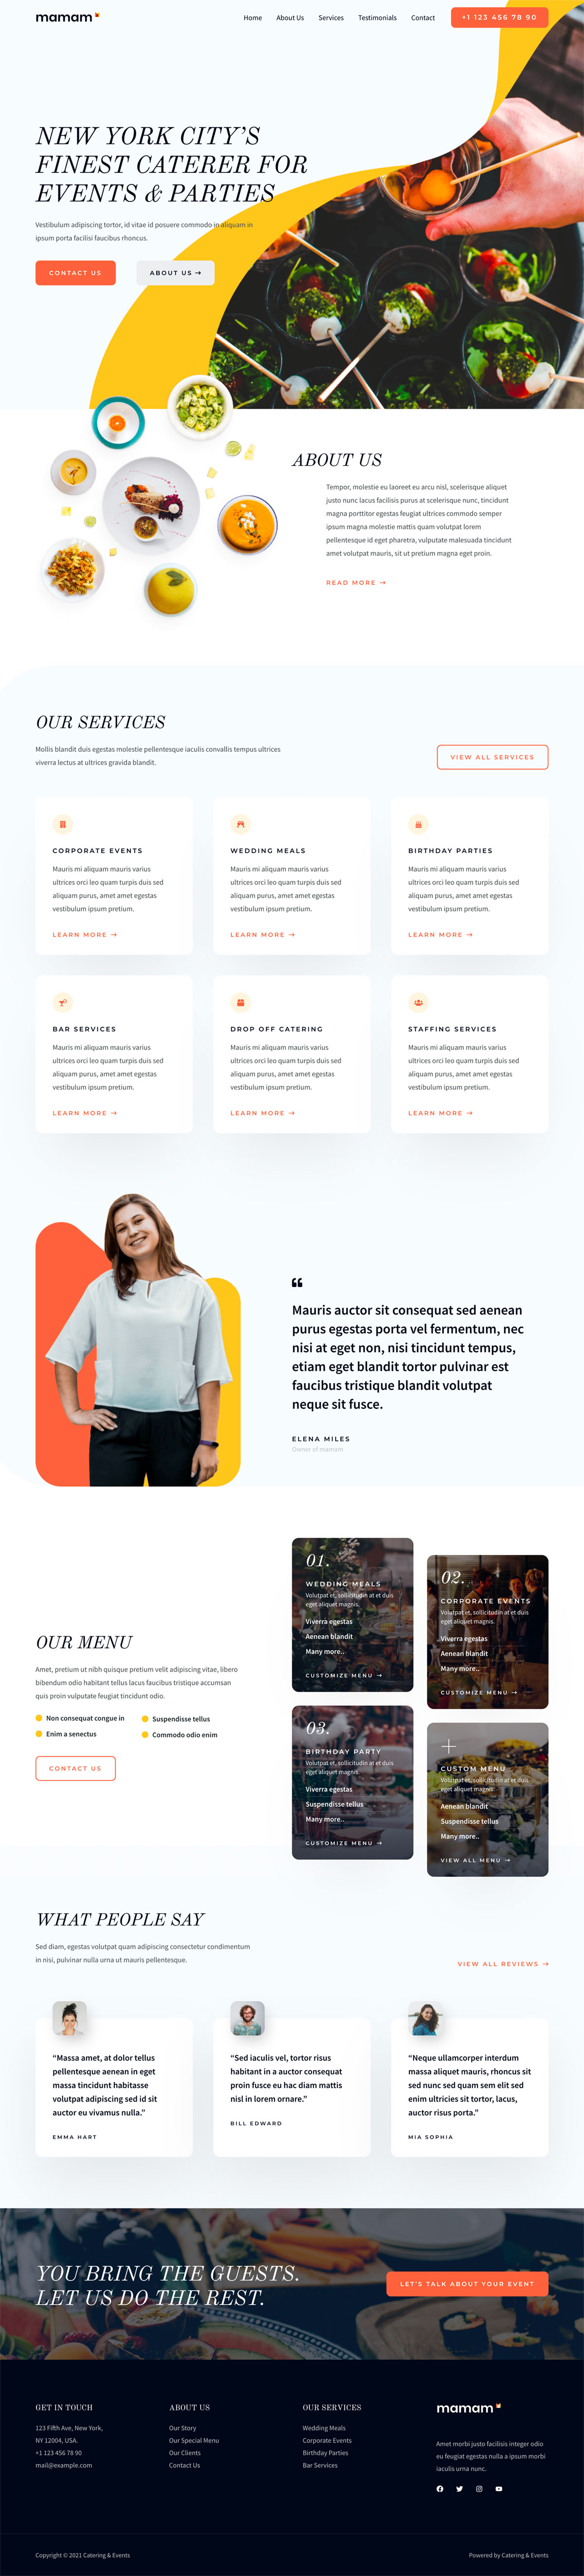 mamam
Home
About Us
Services
Testimonials
Contact
+1 123 456 78 90
NEW YORK CITY'S
FINEST CATERER FOR
EVENTS & PARTIES
Vestibulum adipiscing tortor, id vitae id posuere commodo in aliquam in
ipsum porta facilisi faucibus rhoncus.
CONTACT US
ABOUT US →
ABOUT US
Tempor, molestie eu laoreet eu arcu nisl, scelerisque aliquet
justo nunc lacus facilisis purus at scelerisque nunc, tincidunt
magna porttitor egestas feugiat ultrices commodo semper
ipsum magna molestie mattis quam volutpat lorem
pellentesque id eget pharetra, vulputate malesuada tincidunt
amet volutpat mauris, sit ut pretium magna eget proin.
READ MORE →
OUR SERVICES
Mollis blandit duis egestas molestie pellentesque iaculis convallis tempus ultrices
viverra lectus at ultrices gravida blandit.
VIEW ALL SERVICES
CORPORATE EVENTS
Mauris mi aliquam mauris varius
ultrices orci leo quam turpis duis sed
aliquam purus, amet amet egestas
vestibulum ipsum pretium.
LEARN MORE →
WEDDING MEALS
Mauris mi aliquam mauris varius
ultrices orci leo quam turpis duis sed
aliquam purus, amet amet egestas
vestibulum ipsum pretium.
LEARN MORE →
BIRTHDAY PARTIES
Mauris mi aliquam mauris varius
ultrices orci leo quam turpis duis sed
aliquam purus, amet amet egestas
vestibulum ipsum pretium.
LEARN MORE →
BAR SERVICES
Mauris mi aliquam mauris varius
ultrices orci leo quam turpis duis sed
aliquam purus, amet amet egestas
vestibulum ipsum pretium.
LEARN MORE →
DROP OFF CATERING
Mauris mi aliquam mauris varius
ultrices orci leo quam turpis duis sed
aliquam purus, amet amet egestas
vestibulum ipsum pretium.
LEARN MORE →
STAFFING SERVICES
Mauris mi aliquam mauris varius
ultrices orci leo quam turpis duis sed
aliquam purus, amet amet egestas
vestibulum ipsum pretium.
LEARN MORE →
“
Mauris auctor sit consequat sed aenean
purus egestas porta vel fermentum, nec
nisi at eget non, nisi tincidunt tempus,
etiam eget blandit tortor pulvinar est
faucibus tristique blandit volutpat
neque sit fusce.
ELENA MILES
Owner of mamam
OUR MENU
Amet, pretium ut nibh quisque pretium velit adipiscing vitae, libero
bibendum odio habitant tellus lacus faucibus tristique accumsan
quis proin vulputate feugiat tincidunt odio.
Non consequat congue in
Suspendisse tellus
Enim a senectus
Commodo odio enim
CONTACT US
01.
WEDDING MEALS
Volutpat et, sollicitudin at et duis
eget aliquet magnis.
Viverra egestas
Aenean blandit
Many more..
CUSTOMIZE MENU →
02.
CORPORATE EVENTS
Volutpat et, sollicitudin at et duis
eget aliquet magnis.
Viverra egestas
Aenean blandit
Many more..
CUSTOMIZE MENU →
03.
BIRTHDAY PARTY
Volutpat et, sollicitudin at et duis
eget aliquet magnis.
Viverra egestas
Suspendisse tellus
Many more..
CUSTOMIZE MENU →
+
CUSTOM MENU
Volutpat et, sollicitudin at et duis
eget aliquet magnis.
Aenean blandit
Suspendisse tellus
Many more..
VIEW ALL MENU →
WHAT PEOPLE SAY
Sed diam, egestas volutpat quam adipiscing consectetur condimentum
in nisi, pulvinar nulla urna ut mauris pellentesque.
VIEW ALL REVIEWS →
“Massa amet, at dolor tellus
pellentesque aenean in eget
massa tincidunt habitasse
volutpat adipiscing sed id sit
auctor eu vivamus nulla.”
EMMA HART
“Sed iaculis vel, tortor risus
habitant in a auctor consequat
proin fusce eu hac diam mattis
nisl in lorem ornare.”
BILL EDWARD
“Neque ullamcorper interdum
massa aliquet mauris, rhoncus sit
sed nunc sed quam sem elit sed
enim ultricies sit tortor, lacus,
auctor risus porta.”
MIA SOPHIA
YOU BRING THE GUESTS.
LET US DO THE REST.
LET'S TALK ABOUT YOUR EVENT
GET IN TOUCH
123 Fifth Ave, New York,
NY 12004, USA.
+1 123 456 78 90
mail@example.com
ABOUT US
Our Story
Our Special Menu
Our Clients
Contact Us
OUR SERVICES
Wedding Meals
Corporate Events
Birthday Parties
Bar Services
mamam
Amet morbi justo facilisis integer odio
eu feugiat egestas nulla a ipsum morbi
iaculis urna nunc.
Copyright © 2021 Catering & Events
Powered by Catering & Events